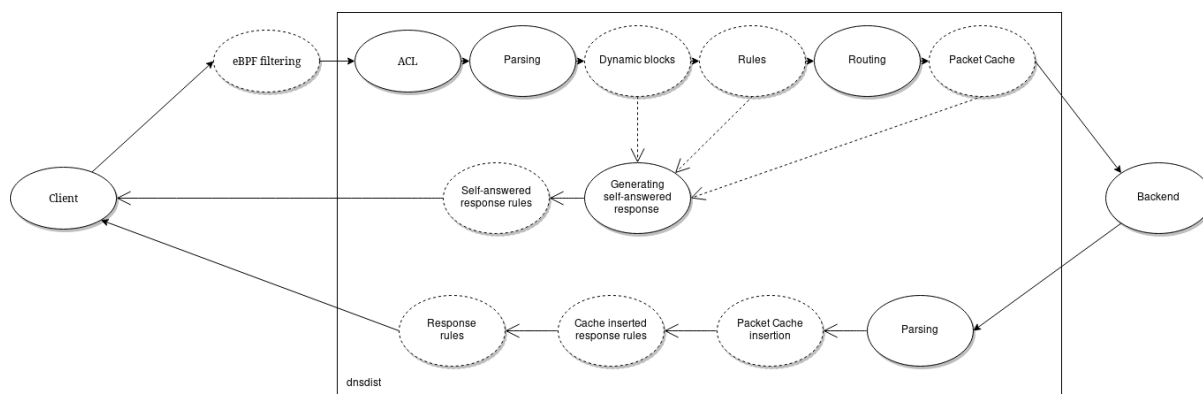 eBPF filtering
ACL
Parsing
Dynamic blocks
Rules
Routing
Packet Cache
Client
Self-answered
response rules
Generating
self-answered
response
Backend
Response
rules
Cache inserted
response rules
Packet Cache
insertion
Parsing
dnsdist